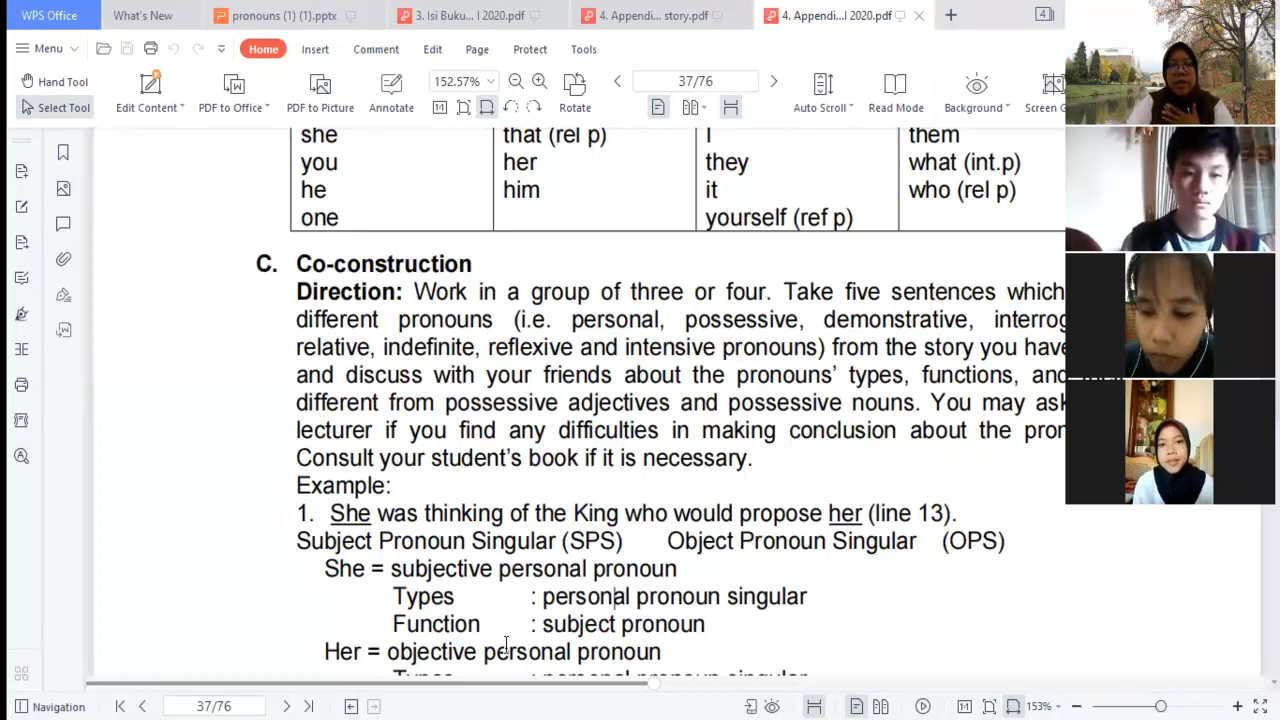 WPS Office
What's New
pronouns (1) (1).pptx
3. Isi Buku... I 2020.pdf
4. Appendi... story.pdf
4. Appendi...l 2020.pdf
4
Menu
Home
Insert
Comment
Edit
Page
Protect
Tools
Hand Tool
Select Tool
Edit Content
PDF to Office
PDF to Picture
Annotate
152.57%
Rotate
37/76
Auto Scroll
Read Mode
Background
Screen G
she that (rel p) I them
you her they what (int.p)
he him it who (rel p)
one yourself (ref p)
C. Co-construction
Direction: Work in a group of three or four. Take five sentences which
different pronouns (i.e. personal, possessive, demonstrative, interrog
relative, indefinite, reflexive and intensive pronouns) from the story you have
and discuss with your friends about the pronouns' types, functions, and
different from possessive adjectives and possessive nouns. You may ask
lecturer if you find any difficulties in making conclusion about the pron
Consult your student's book if it is necessary.
Example:
1. She was thinking of the King who would propose her (line 13).
Subject Pronoun Singular (SPS) Object Pronoun Singular (OPS)
She = subjective personal pronoun
Types : personal pronoun singular
Function : subject pronoun
Her = objective personal pronoun
Types : personal pronoun singular
Navigation
37/76
153%